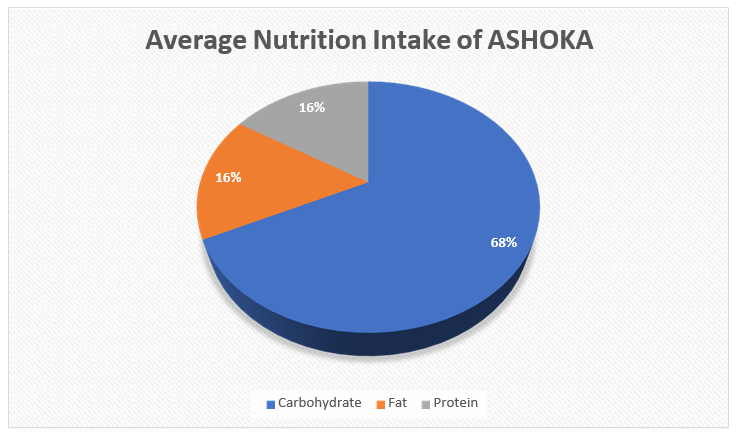 Average Nutrition Intake of ASHOKA
16%
16%
68%
Carbohydrate Fat Protein